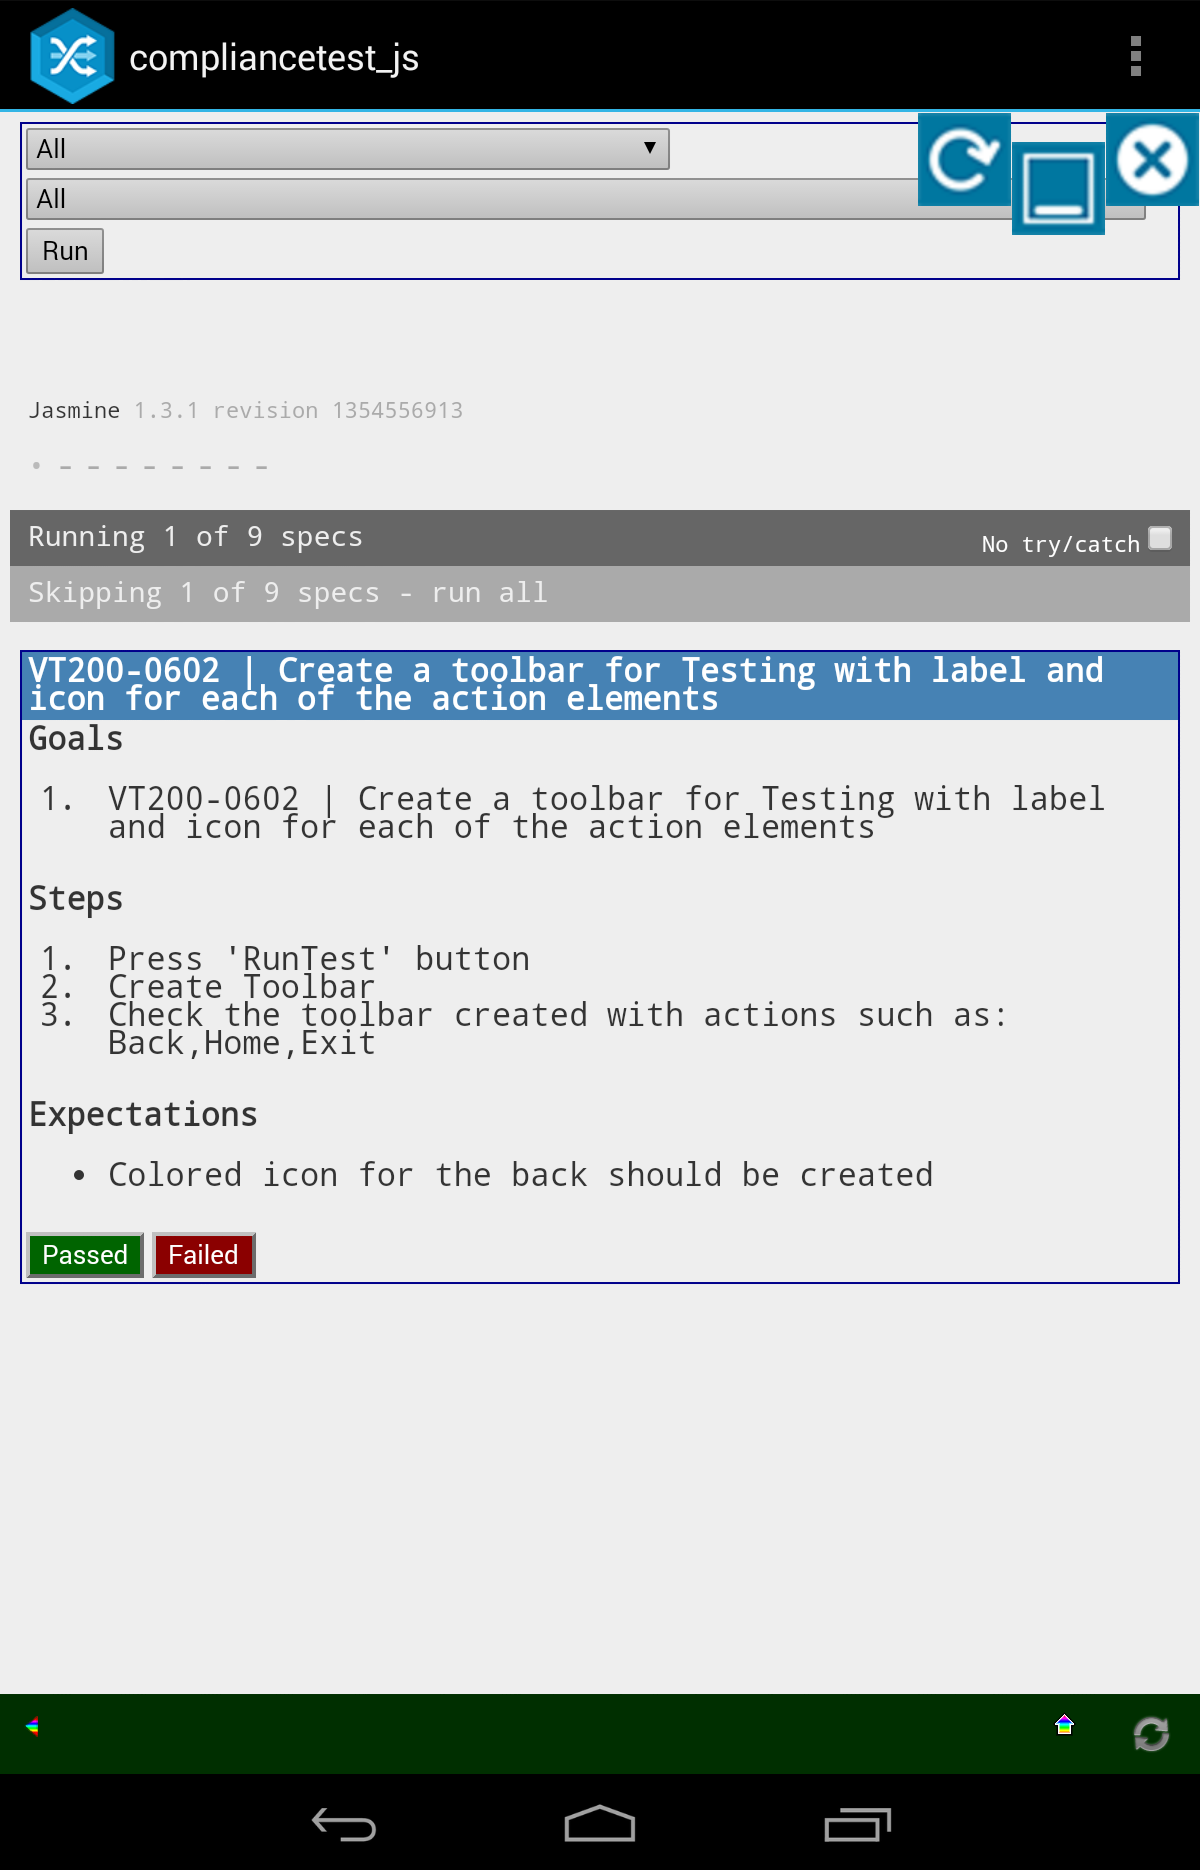 compliancetest_js
All
All
Run
Jasmine 1.3.1 revision 1354556913
• - - - - - - - -
Running 1 of 9 specs
No try/catch
Skipping 1 of 9 specs - run all
VT200-0602 | Create a toolbar for Testing with label and
icon for each of the action elements
Goals
1. VT200-0602 | Create a toolbar for Testing with label
and icon for each of the action elements
Steps
1. Press 'RunTest' button
2. Create Toolbar
3. Check the toolbar created with actions such as:
Back,Home,Exit
Expectations
• Colored icon for the back should be created
Passed Failed